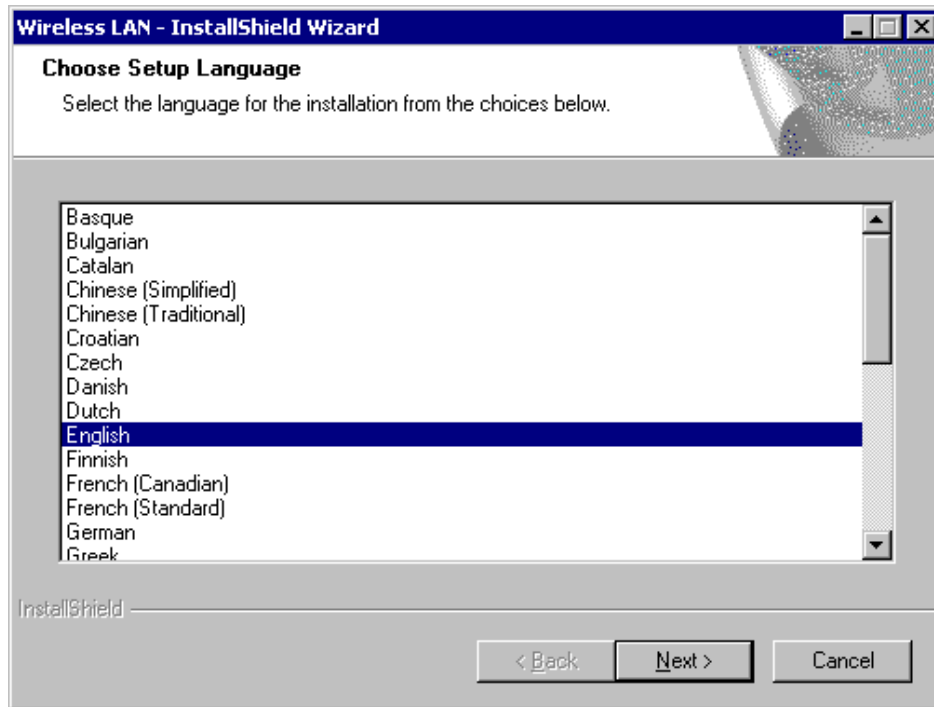 Wireless LAN - InstallShield Wizard
Choose Setup Language
Select the language for the installation from the choices below.
Basque
Bulgarian
Catalan
Chinese (Simplified)
Chinese (Traditional)
Croatian
Czech
Danish
Dutch
English
Finnish
French (Canadian)
French (Standard)
German
Greek
InstallShield
< Back Next > Cancel